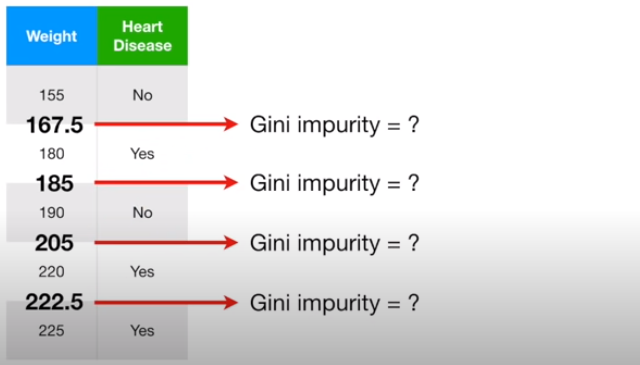 Weight Heart Disease
155 No
167.5 Gini impurity = ?
180 Yes
185 Gini impurity = ?
190 No
205 Gini impurity = ?
220 Yes
222.5 Gini impurity = ?
225 Yes